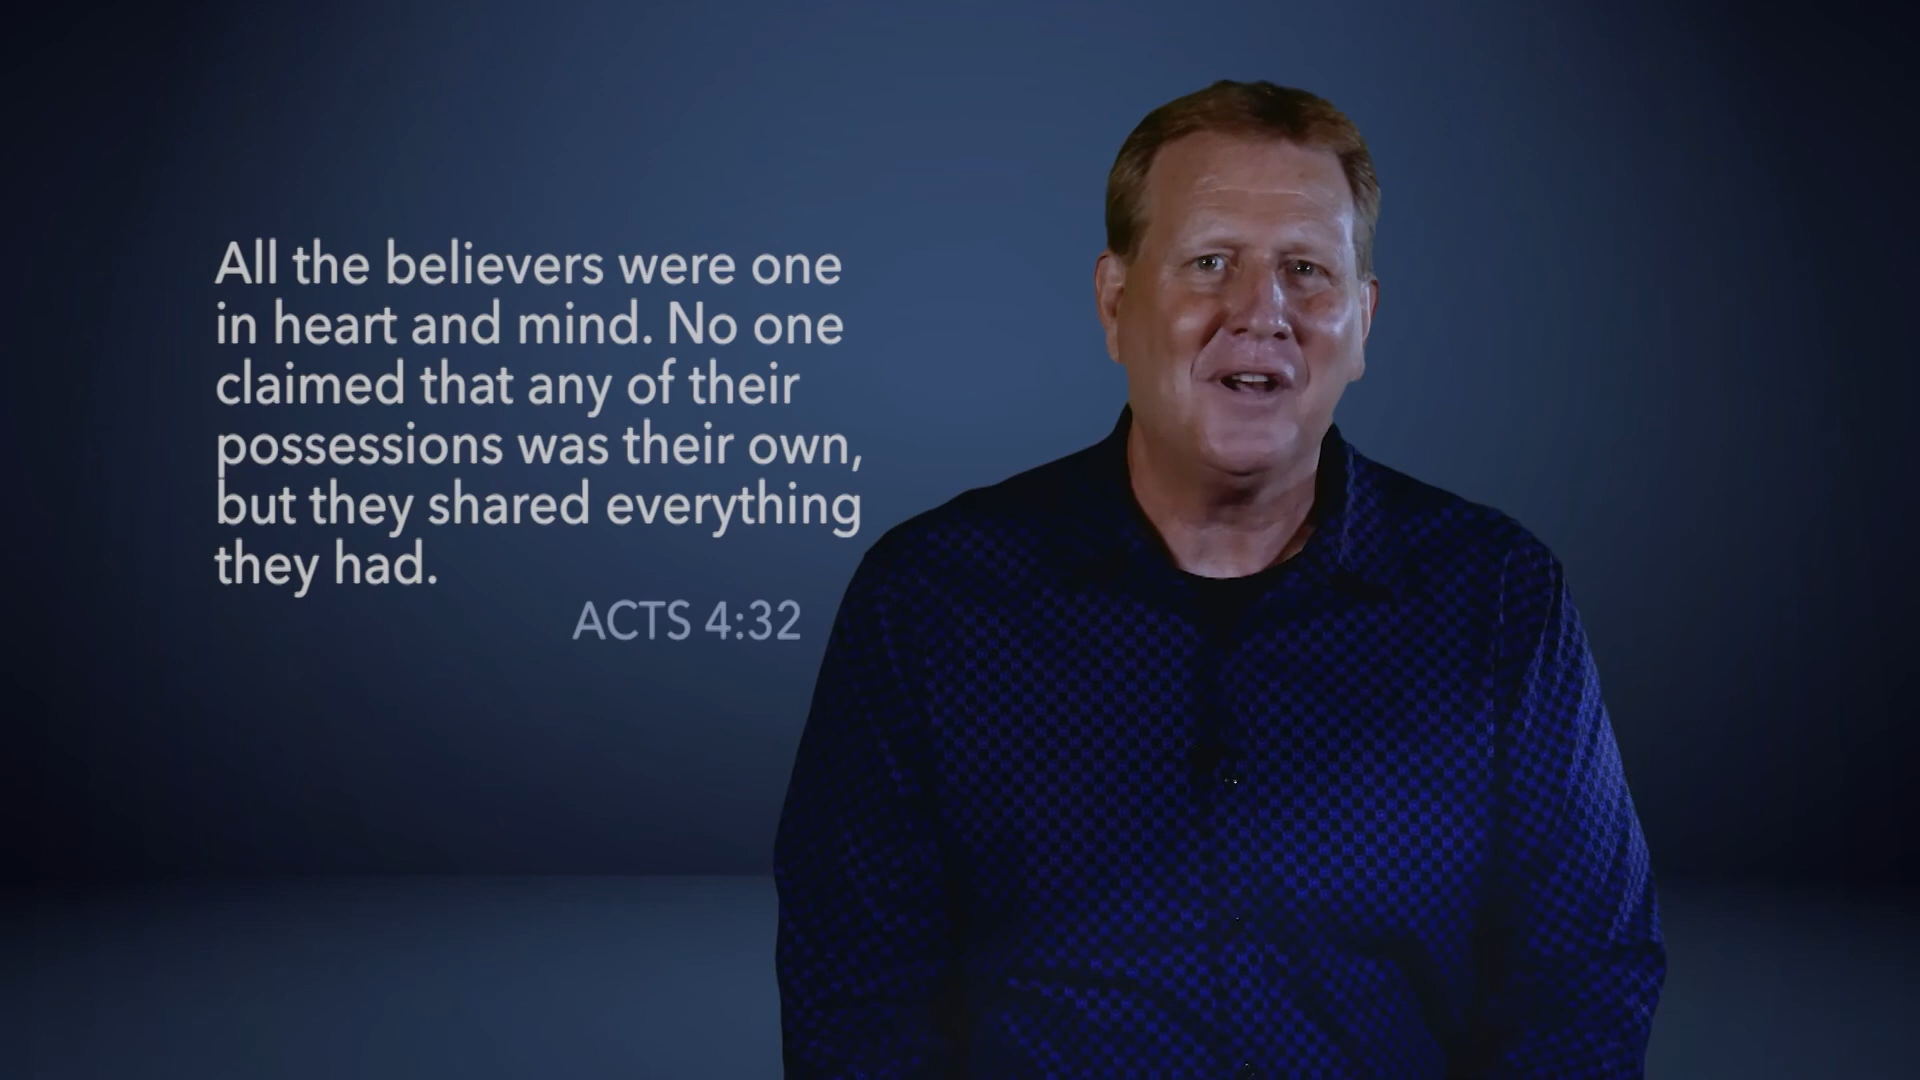 All the believers were one
in heart and mind. No one
claimed that any of their
possessions was their own,
but they shared everything
they had.
ACTS 4:32